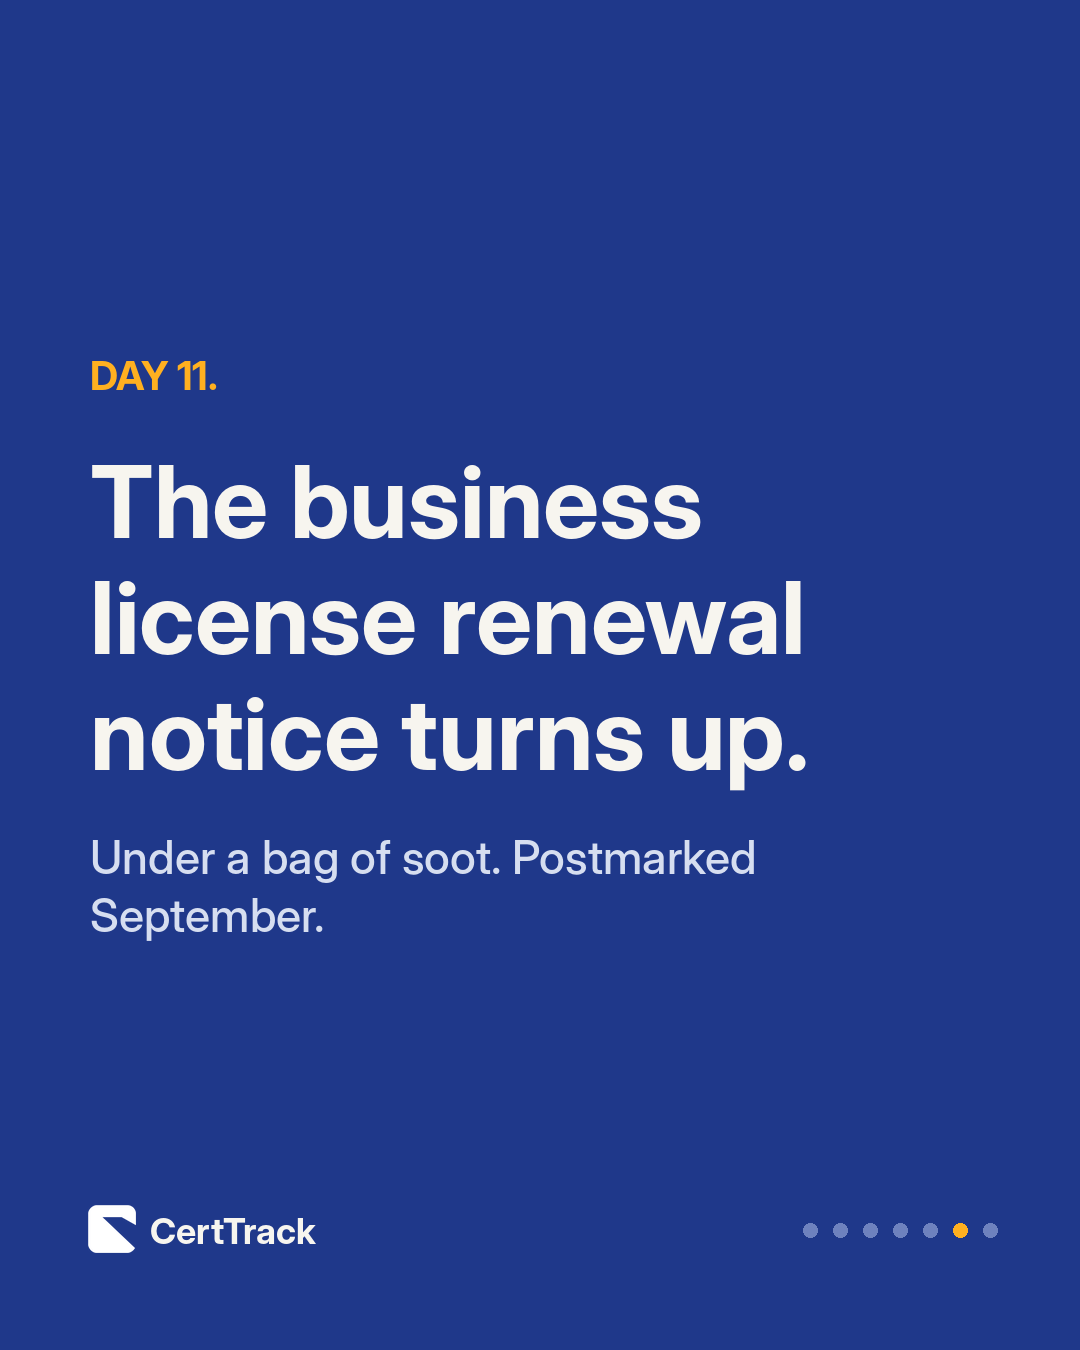 DAY 11.
The business
license renewal
notice turns up.
Under a bag of soot. Postmarked
September.
CertTrack